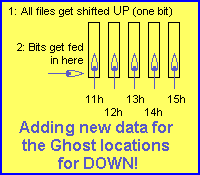 1: All files get shifted UP (one bit)
2: Bits get fed
in here
11h 13h 15h
12h 14h
Adding new data for
the Ghost locations
for DOWN!